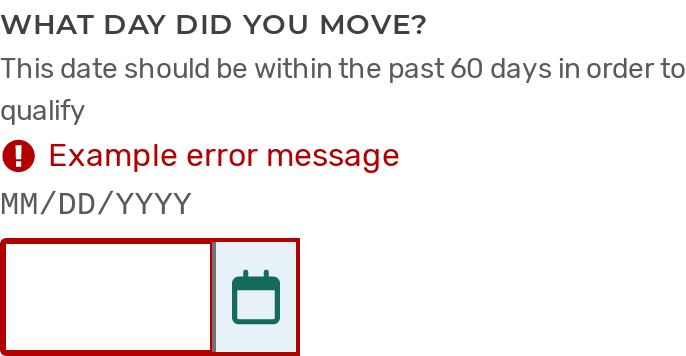 WHAT DAY DID YOU MOVE?
This date should be within the past 60 days in order to
qualify
Example error message
MM/DD/YYYY